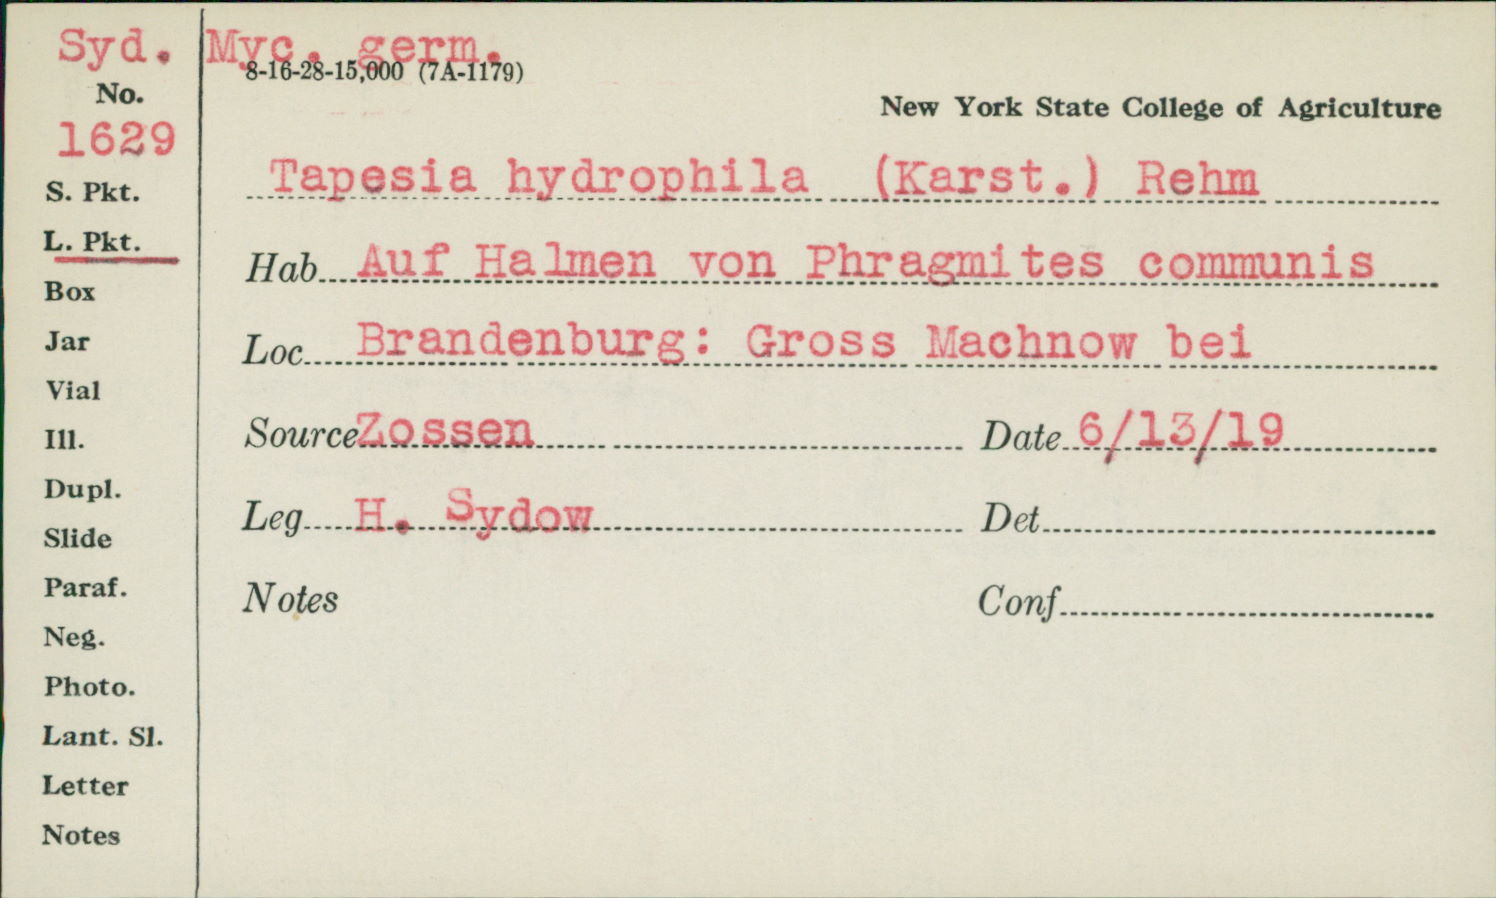 Syd. Myc. germ.
8-16-28-15,000 (7A-1179)
No.
New York State College of Agriculture
1629
Tapesia hydrophila (Karst.) Rehm
S. Pkt.
L. Pkt.
Hab Auf Halmen von Phragmites communis
Box
Jar
Loc Brandenburg: Gross Machnow bei
Vial
Ill.
Source Zossen Date 6/13/19
Dupl.
Leg H. Sydow Det
Slide
Paraf.
Notes Conf
Neg.
Photo.
Lant. Sl.
Letter
Notes